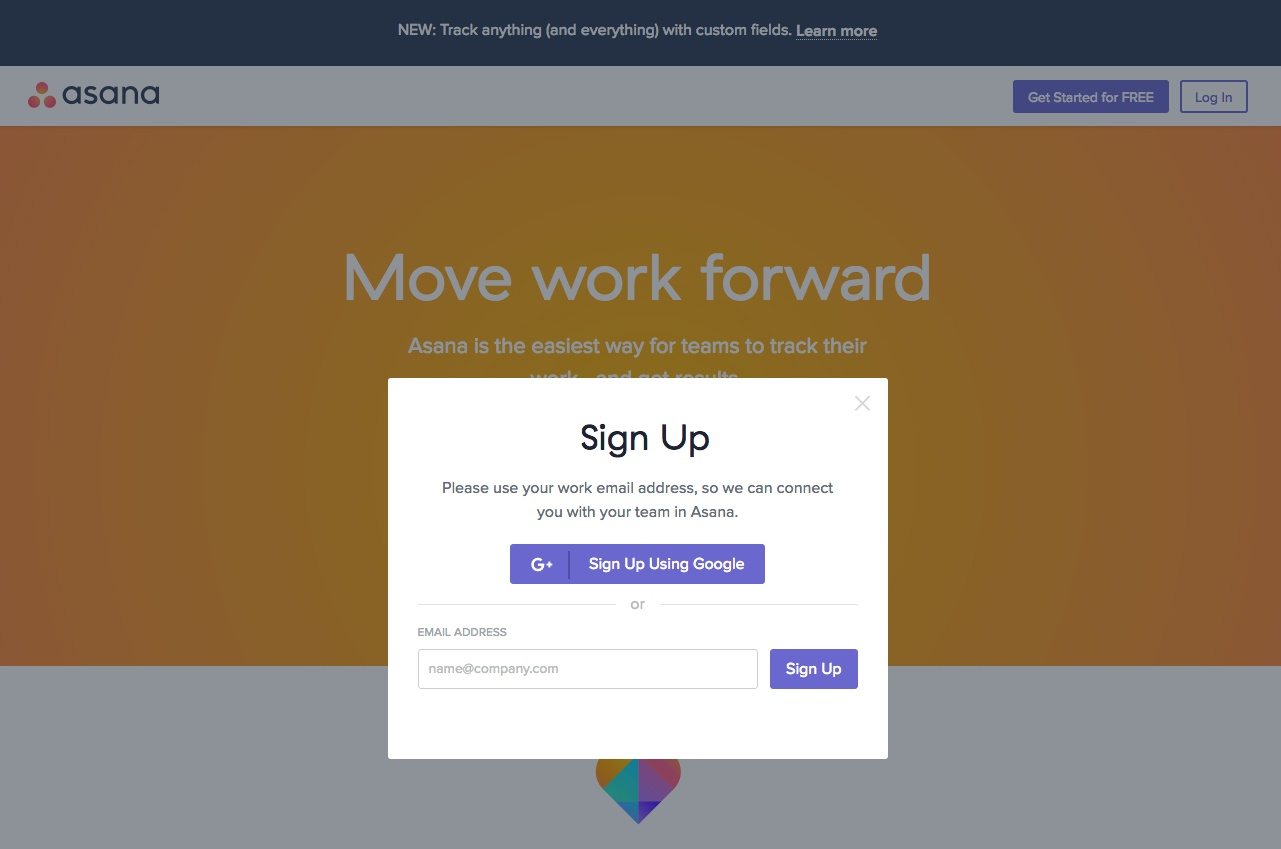 NEW: Track anything (and everything) with custom fields. Learn more
asana
Get Started for FREE
Log In
Move work forward
Asana is the easiest way for teams to track their
work—and get results.
Sign Up
Please use your work email address, so we can connect
you with your team in Asana.
G+ Sign Up Using Google
or
EMAIL ADDRESS
name@company.com
Sign Up